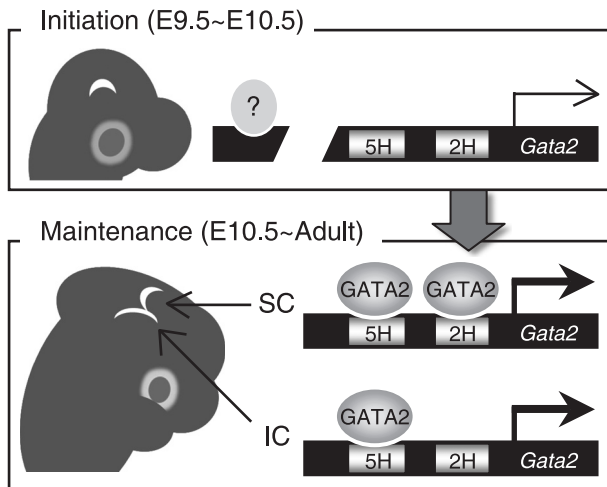 Initiation (E9.5~E10.5)
?
5H 2H Gata2
Maintenance (E10.5~Adult)
SC
GATA2 GATA2
5H 2H Gata2
IC
GATA2
5H 2H Gata2